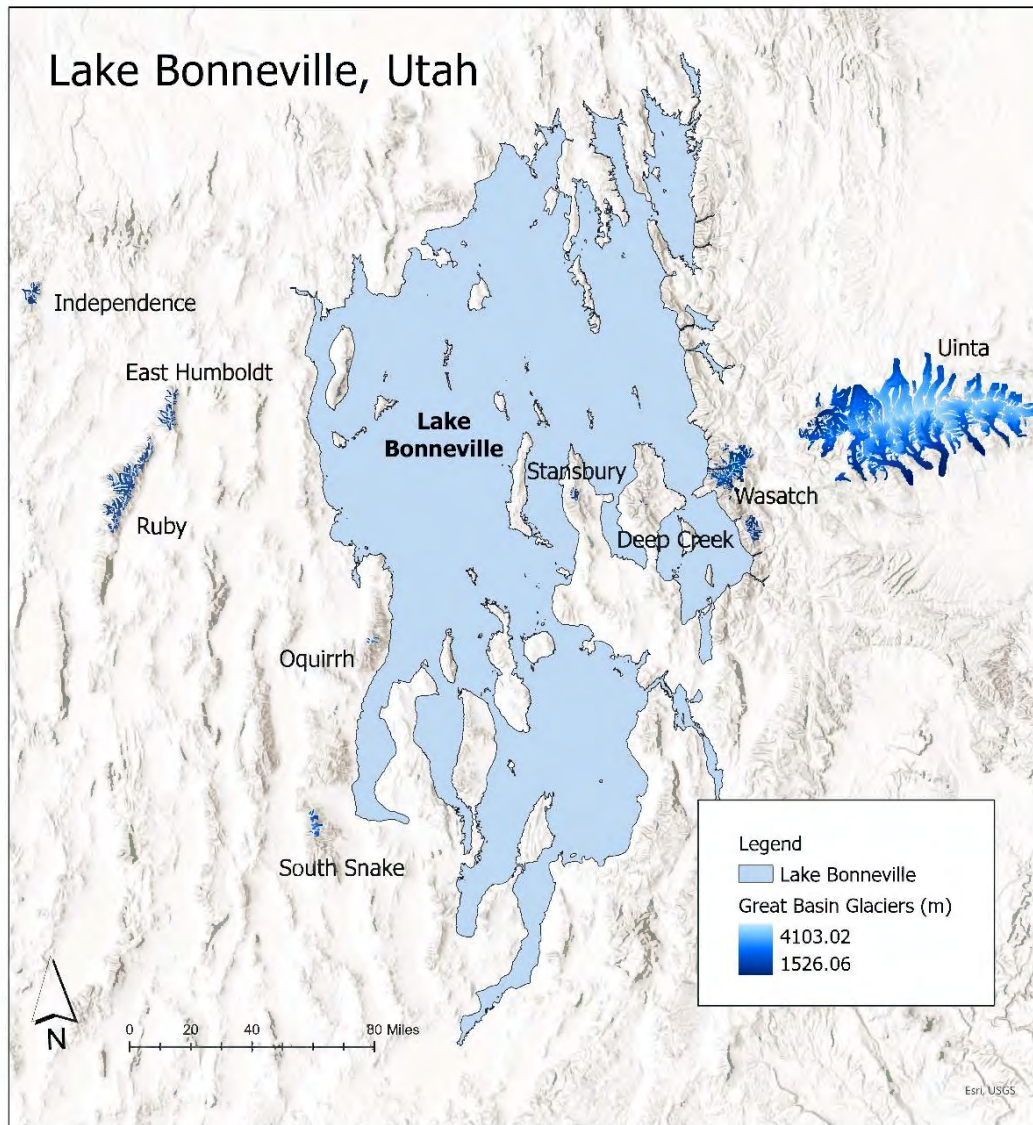 Lake Bonneville, Utah
Independence
East Humboldt
Uinta
Lake
Bonneville
Stansbury
Wasatch
Ruby
Deep Creek
Oquirrh
South Snake
Legend
Lake Bonneville
Great Basin Glaciers (m)
4103.02
1526.06
N
0 20 40 80 Miles
Esri, USGS